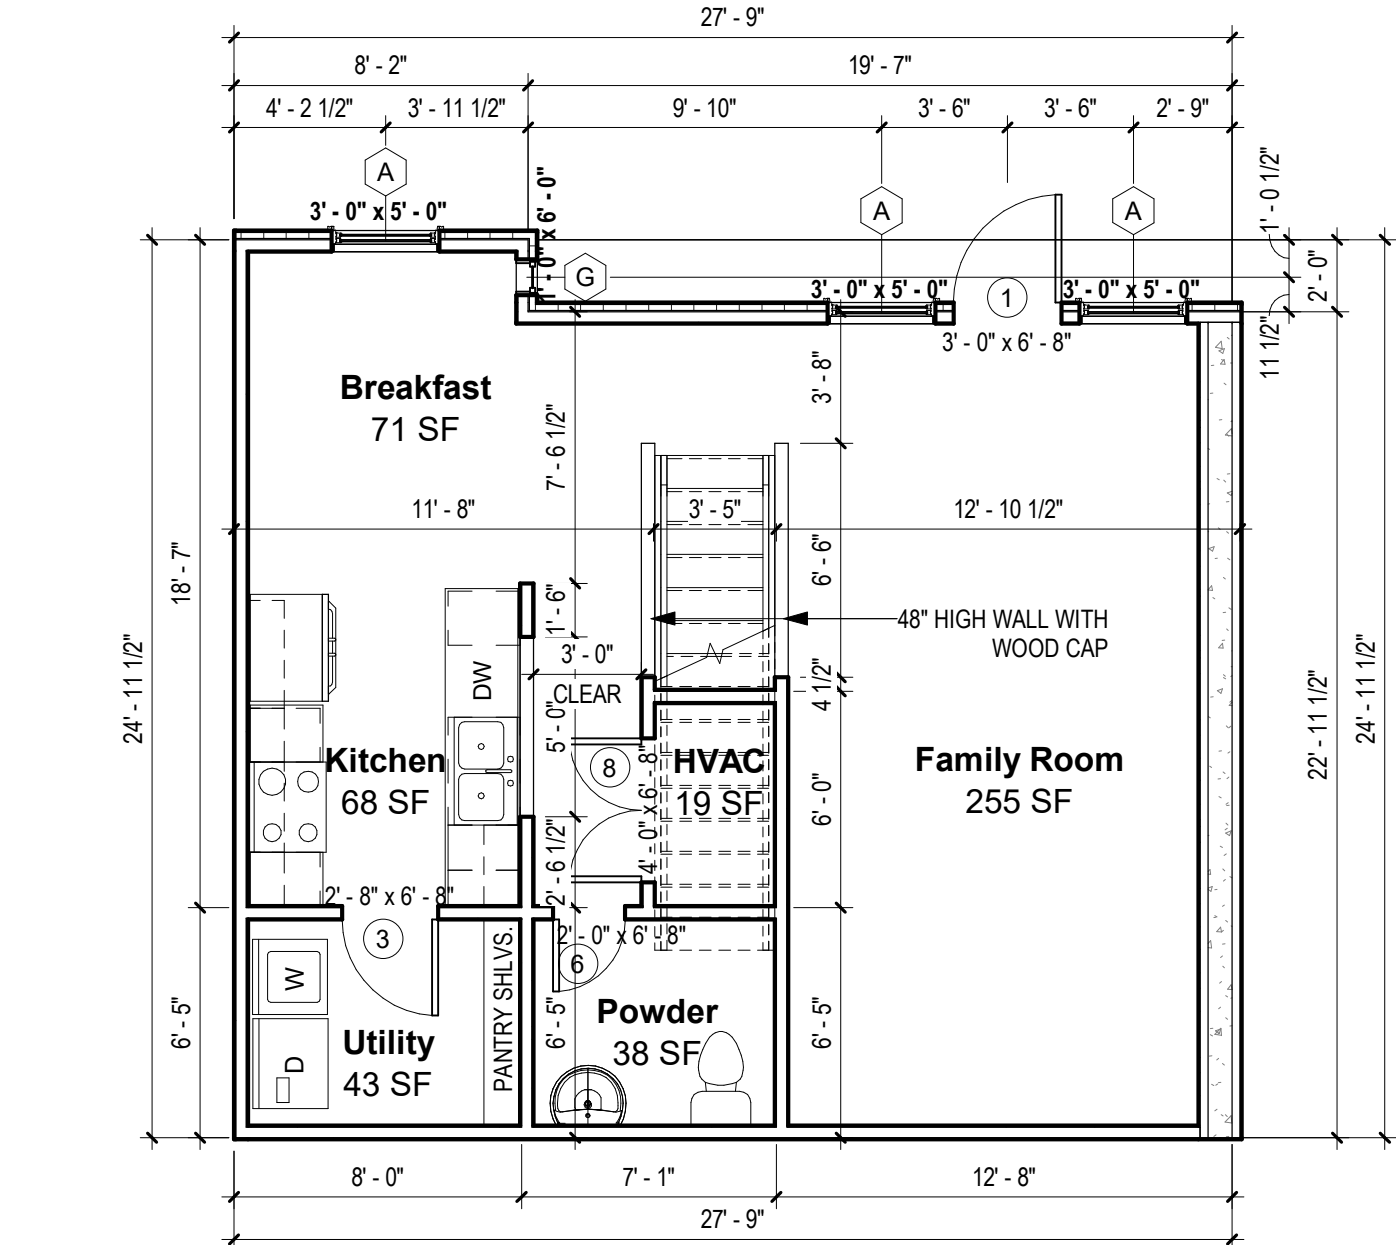 27' - 9"
8' - 2"
19' - 7"
4' - 2 1/2"
3' - 11 1/2"
9' - 10"
3' - 6"
3' - 6"
2' - 9"
A
3' - 0" x 5' - 0"
1' - 0" x 6' - 0"
G
A
3' - 0" x 5' - 0"
1
3' - 0" x 6' - 8"
A
3' - 0" x 5' - 0"
1' - 0 1/2"
2' - 0"
11 1/2"
Breakfast
71 SF
7' - 6 1/2"
3' - 8"
11' - 8"
3' - 5"
12' - 10 1/2"
18' - 7"
24' - 11 1/2"
1' - 6"
6' - 6"
48" HIGH WALL WITH
WOOD CAP
22' - 11 1/2"
24' - 11 1/2"
3' - 0"
CLEAR
DW
4 1/2"
5' - 0"
Kitchen
68 SF
8
4' - 0" x 6' - 8"
HVAC
19 SF
6' - 0"
Family Room
255 SF
2' - 6 1/2"
2' - 8" x 6' - 8"
3
2' - 0" x 6' - 8"
6
W
D
PANTRY SHLVS.
6' - 5"
Utility
43 SF
6' - 5"
Powder
38 SF
6' - 5"
8' - 0"
7' - 1"
12' - 8"
27' - 9"